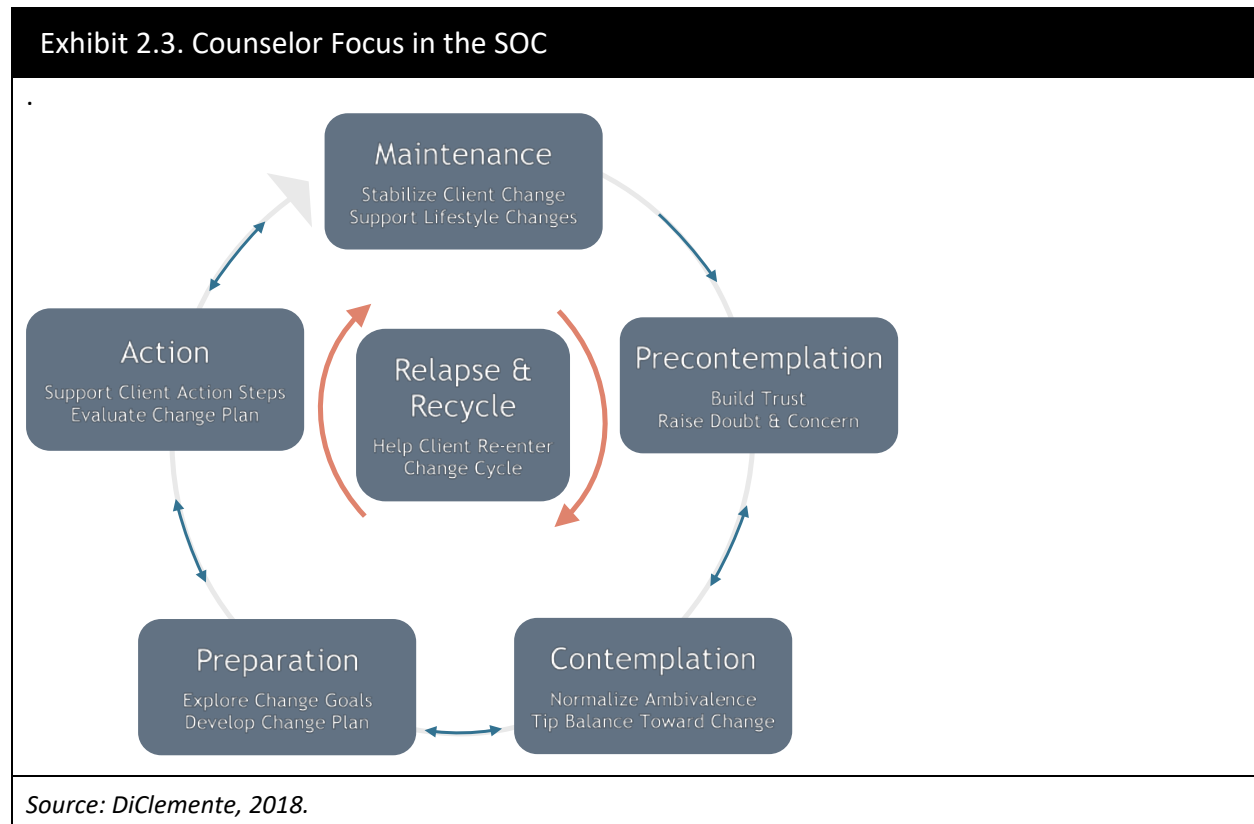 Exhibit 2.3. Counselor Focus in the SOC
.
Maintenance
Stabilize Client Change
Support Lifestyle Changes
Action
Support Client Action Steps
Evaluate Change Plan
Relapse &
Recycle
Help Client Re-enter
Change Cycle
Precontemplation
Build Trust
Raise Doubt & Concern
Preparation
Explore Change Goals
Develop Change Plan
Contemplation
Normalize Ambivalence
Tip Balance Toward Change
Source: DiClemente, 2018.